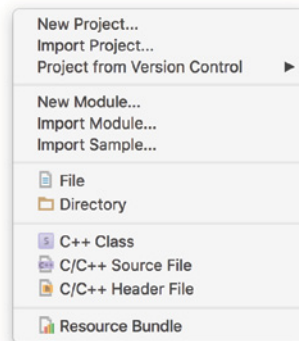 New Project...
Import Project...
Project from Version Control
New Module...
Import Module...
Import Sample...
File
Directory
S C++ Class
C++ C/C++ Source File
C/C++ Header File
Resource Bundle